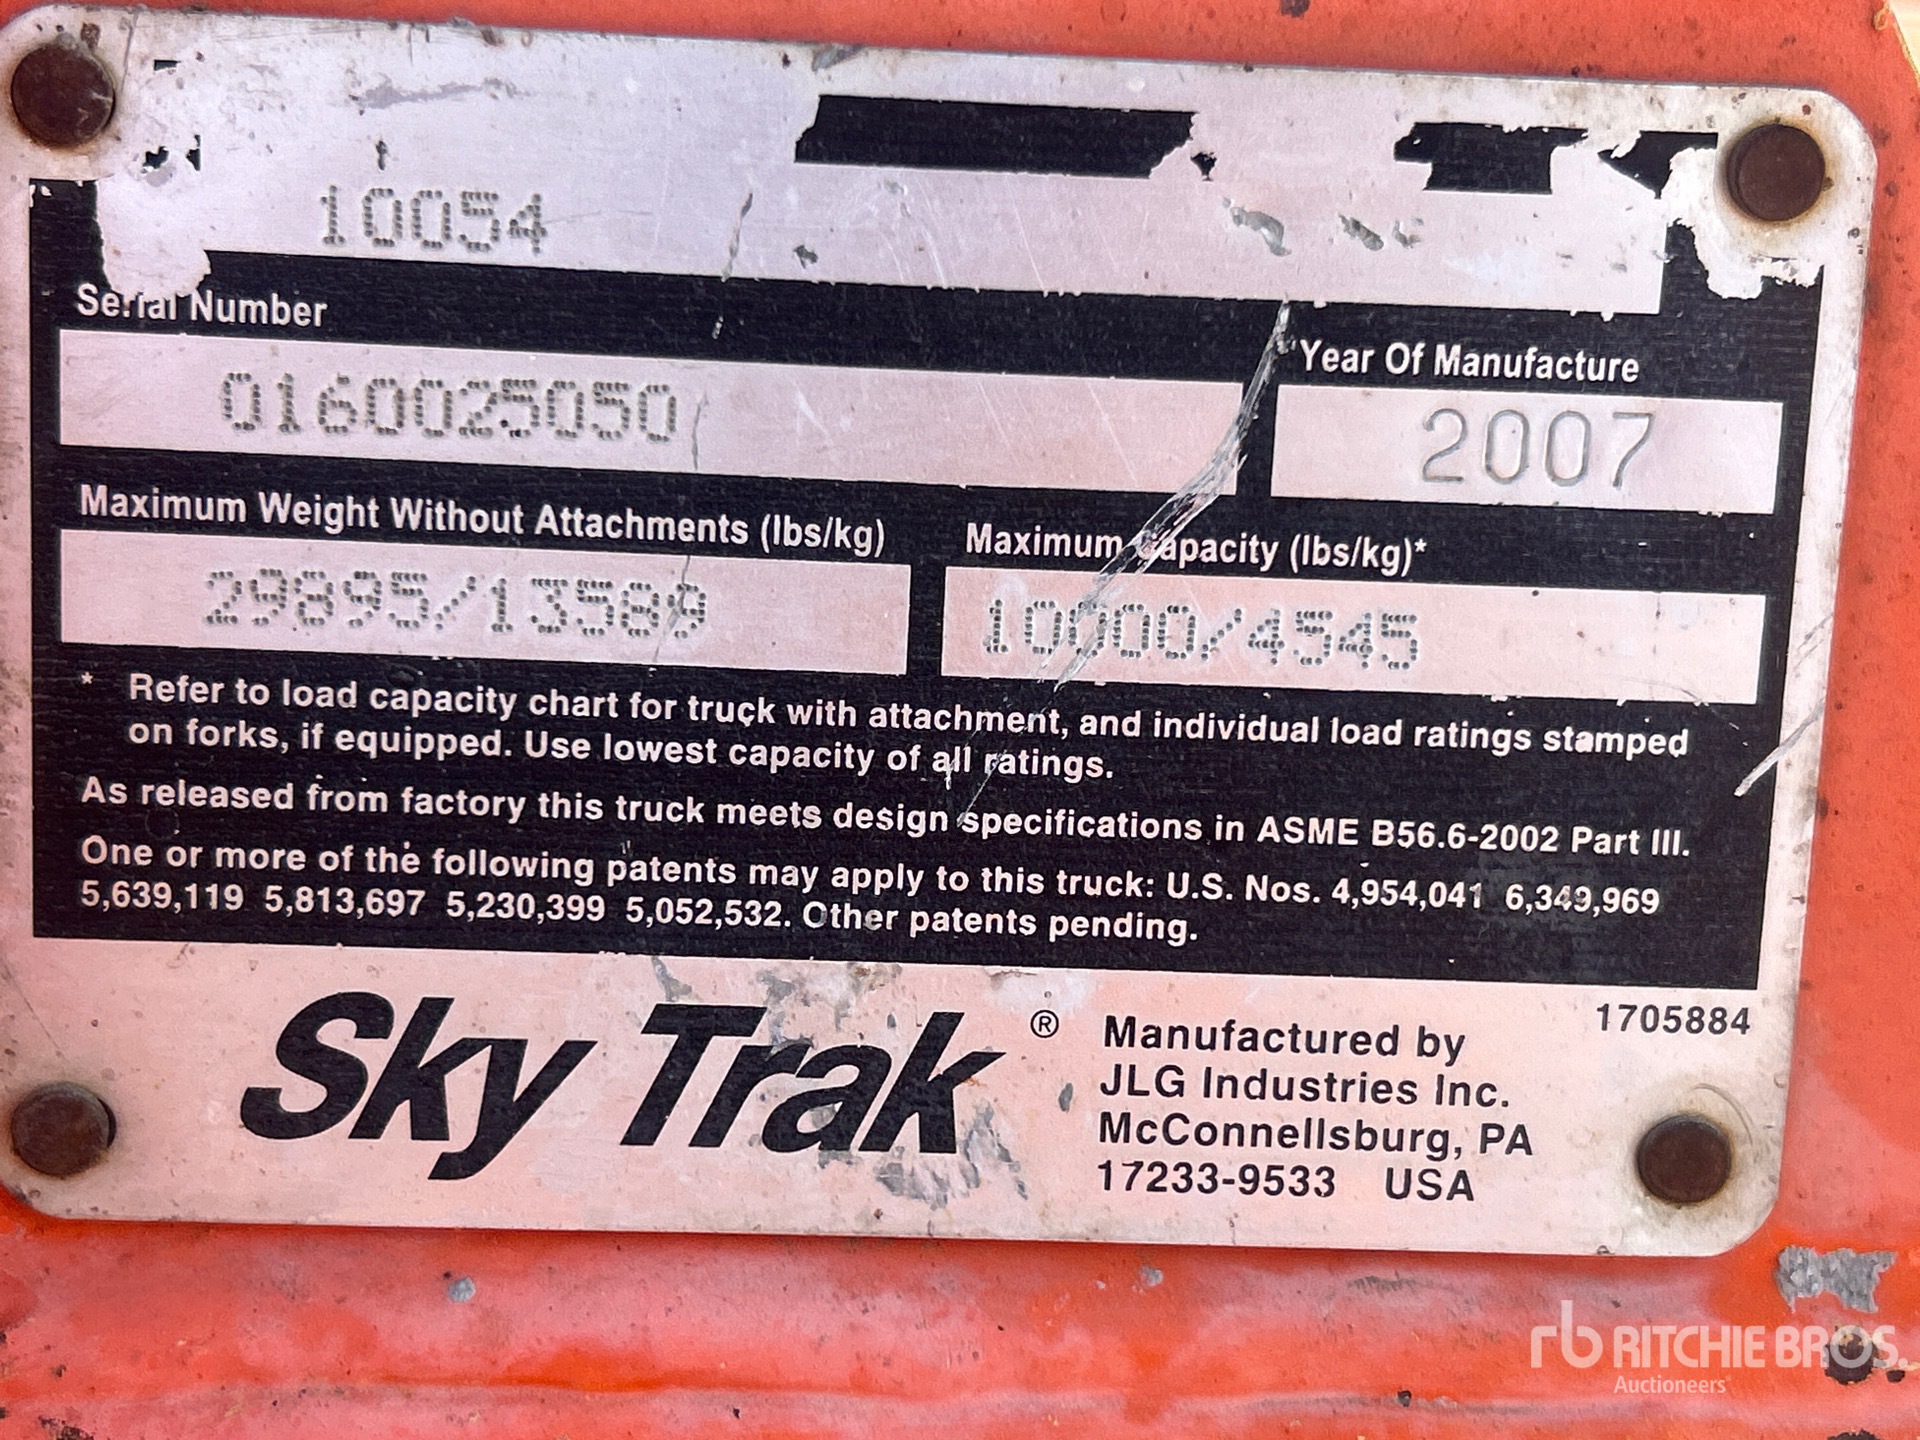 10054
Serial Number
Year Of Manufacture
0160025050
2007
Maximum Weight Without Attachments (lbs/kg)
Maximum Capacity (lbs/kg)*
29895/13589
10000/4545
* Refer to load capacity chart for truck with attachment, and individual load ratings stamped
on forks, if equipped. Use lowest capacity of all ratings.
As released from factory this truck meets design specifications in ASME B56.6-2002 Part III.
One or more of the following patents may apply to this truck: U.S. Nos. 4,954,041 6,349,969
5,639,119 5,813,697 5,230,399 5,052,532. Other patents pending.
Sky Trak ®
1705884
Manufactured by
JLG Industries Inc.
McConnellsburg, PA
17233-9533 USA
rb RITCHIE BROS.
Auctioneers